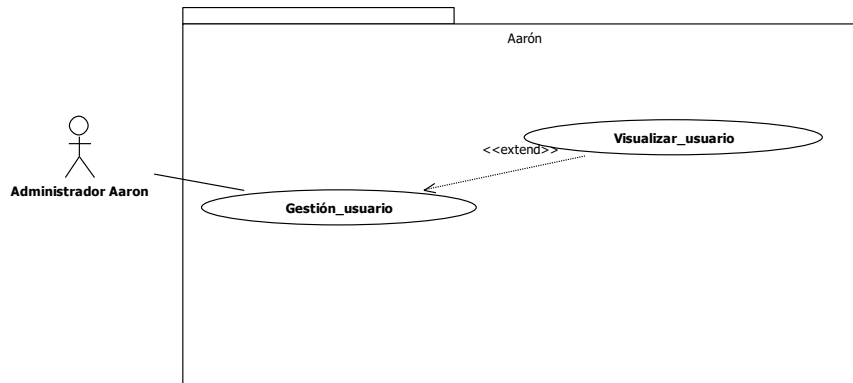 Aarón
Visualizar_usuario
<<extend>>
Administrador Aaron
Gestión_usuario